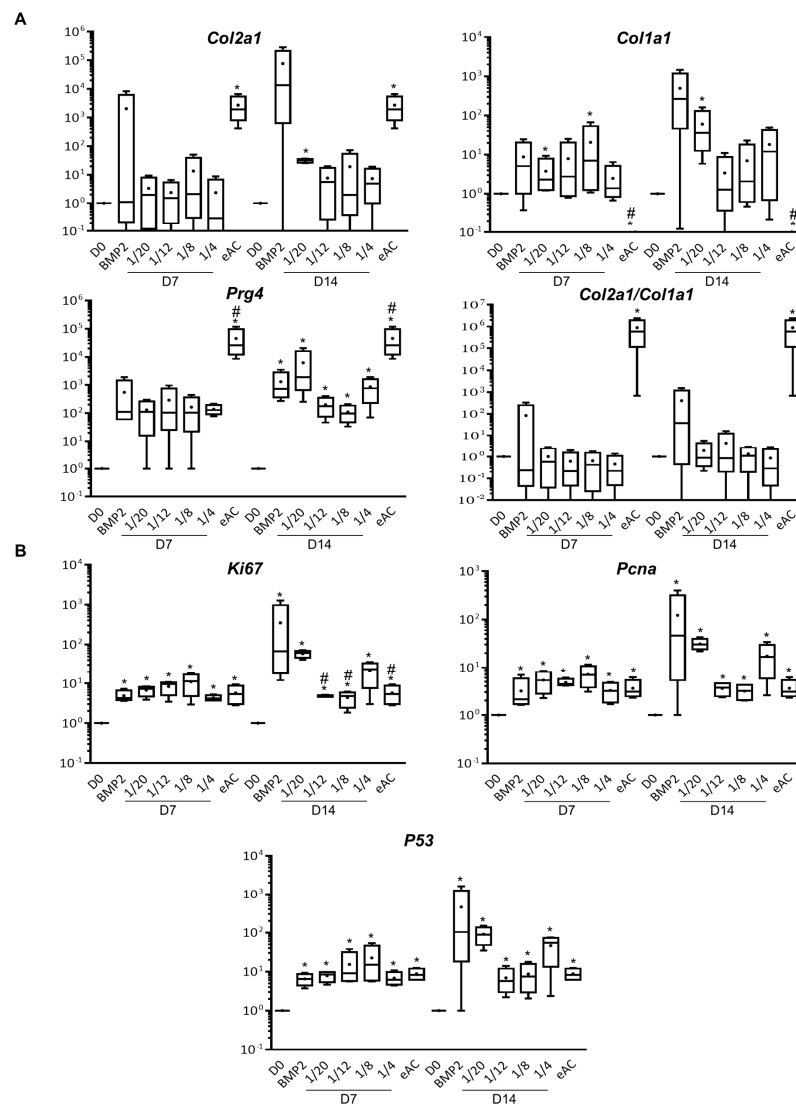 A
Col2a1
Col1a1
10^6
10^5
10^4
10^3
10^2
10^1
10^0
10^-1
*
*
*
D0
BMP2
1/20
1/12
1/8
1/4
eAC
D0
BMP2
1/20
1/12
1/8
1/4
eAC
D7
D14
10^4
10^3
10^2
10^1
10^0
10^-1
*
*
#
*
*
#
*
D0
BMP2
1/20
1/12
1/8
1/4
eAC
D0
BMP2
1/20
1/12
1/8
1/4
eAC
D7
D14
Prg4
Col2a1/Col1a1
10^6
10^5
10^4
10^3
10^2
10^1
10^0
10^-1
#
*
*
*
*
*
*
#
*
D0
BMP2
1/20
1/12
1/8
1/4
eAC
D0
BMP2
1/20
1/12
1/8
1/4
eAC
D7
D14
10^7
10^6
10^5
10^4
10^3
10^2
10^1
10^0
10^-1
10^-2
*
*
D0
BMP2
1/20
1/12
1/8
1/4
eAC
D0
BMP2
1/20
1/12
1/8
1/4
eAC
D7
D14
B
Ki67
Pcna
10^4
10^3
10^2
10^1
10^0
10^-1
*
*
*
*
*
*
*
*
#
*
#
*
*
#
*
D0
BMP2
1/20
1/12
1/8
1/4
eAC
D0
BMP2
1/20
1/12
1/8
1/4
eAC
D7
D14
10^3
10^2
10^1
10^0
10^-1
*
*
*
*
*
*
*
*
*
*
*
*
D0
BMP2
1/20
1/12
1/8
1/4
eAC
D0
BMP2
1/20
1/12
1/8
1/4
eAC
D7
D14
P53
10^4
10^3
10^2
10^1
10^0
10^-1
*
*
*
*
*
*
*
*
*
*
*
*
D0
BMP2
1/20
1/12
1/8
1/4
eAC
D0
BMP2
1/20
1/12
1/8
1/4
eAC
D7
D14